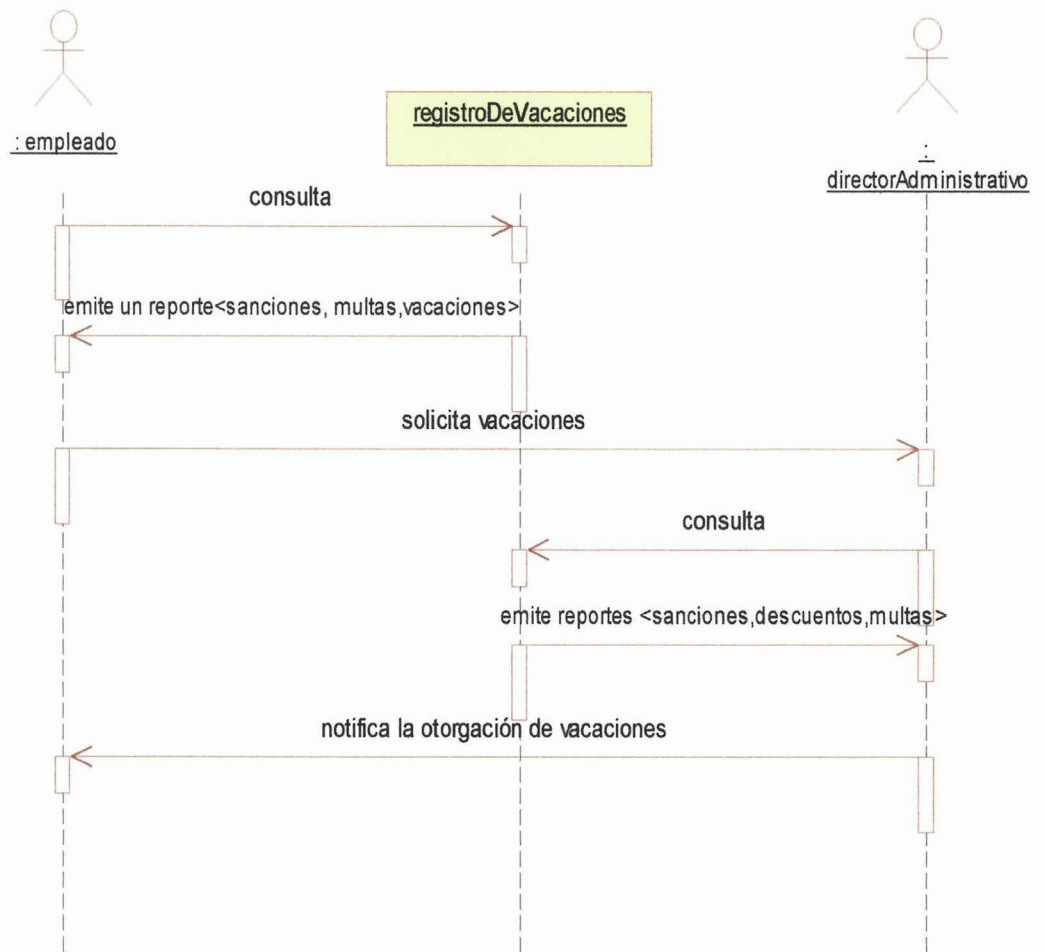 : empleado
registroDeVacaciones
:
directorAdministrativo
consulta
emite un reporte<sanciones, multas,vacaciones>
solicita vacaciones
consulta
emite reportes <sanciones,descuentos,multas>
notifica la otorgación de vacaciones